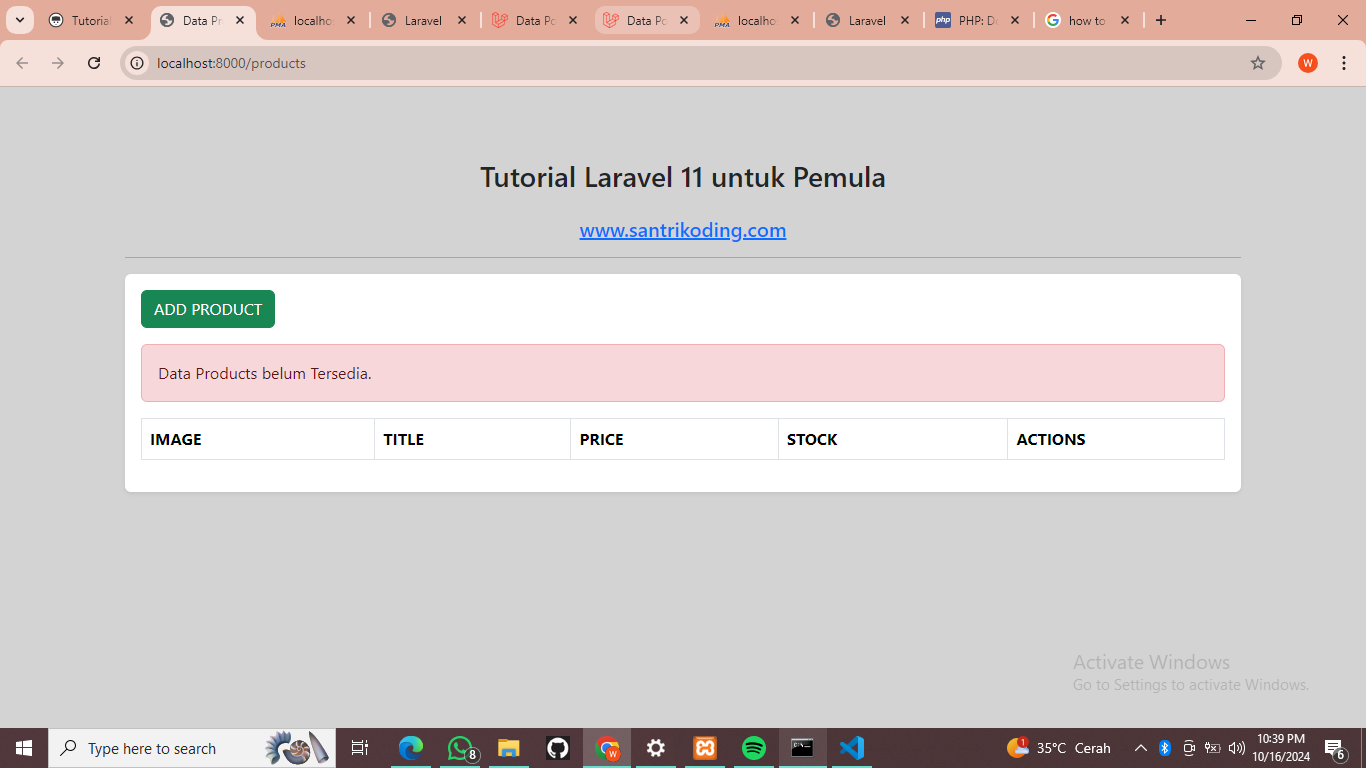 Tutorial
Data Pr
localhos
Laravel
Data Po
Data Po
localhos
Laravel
PHP: Do
how to
localhost:8000/products
W
Tutorial Laravel 11 untuk Pemula
www.santrikoding.com
ADD PRODUCT
Data Products belum Tersedia.
IMAGE TITLE PRICE STOCK ACTIONS
Activate Windows
Go to Settings to activate Windows.
Type here to search
8
W
1
35°C Cerah
10:39 PM
10/16/2024
6